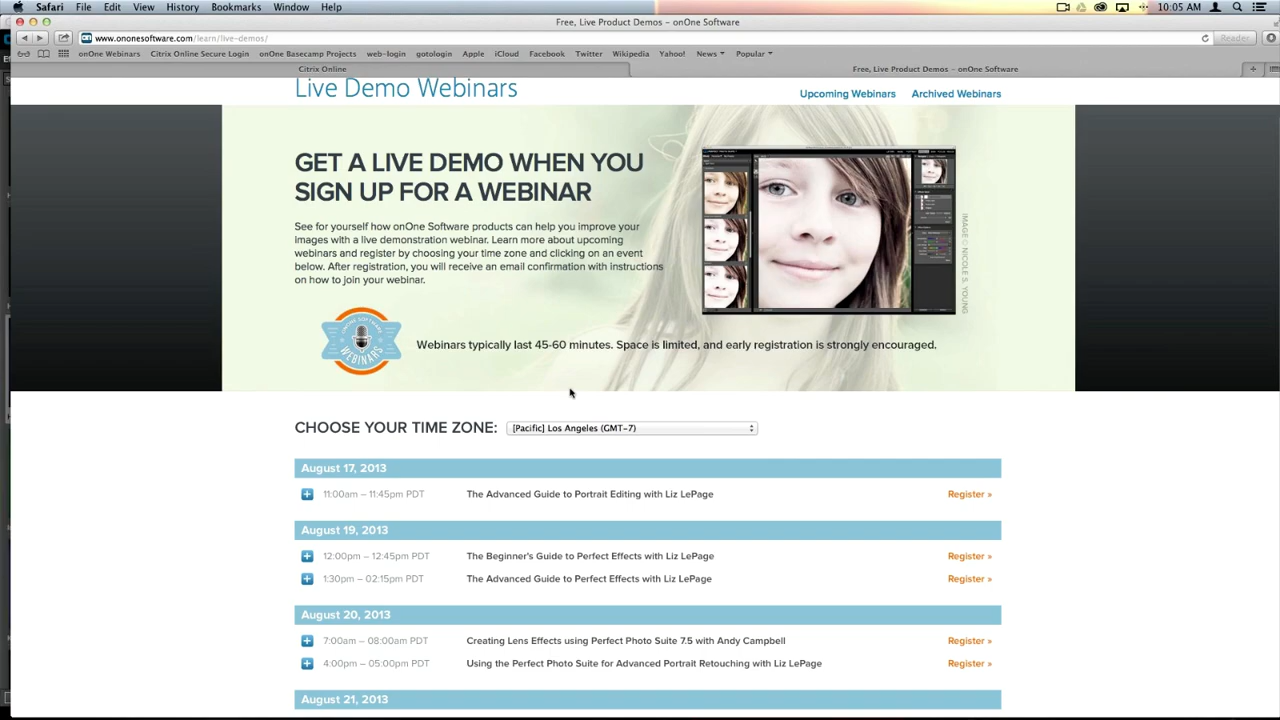 Safari File Edit View History Bookmarks Window Help 10:05 AM
Free, Live Product Demos – onOne Software
www.ononesoftware.com/learn/live-demos/ Reader
onOne Webinars Citrix Online Secure Login onOne Basecamp Projects web-login gotologin Apple iCloud Facebook Twitter Wikipedia Yahoo! News Popular
Citrix Online Free, Live Product Demos – onOne Software
Live Demo Webinars Upcoming Webinars Archived Webinars
GET A LIVE DEMO WHEN YOU
SIGN UP FOR A WEBINAR
See for yourself how onOne Software products can help you improve your
images with a live demonstration webinar. Learn more about upcoming
webinars and register by choosing your time zone and clicking on an event
below. After registration, you will receive an email confirmation with instructions
on how to join your webinar.
IMAGE © NICOLE S. YOUNG
ONONE SOFTWARE
WEBINARS
Webinars typically last 45-60 minutes. Space is limited, and early registration is strongly encouraged.
CHOOSE YOUR TIME ZONE: [Pacific] Los Angeles (GMT-7)
August 17, 2013
11:00am – 11:45pm PDT The Advanced Guide to Portrait Editing with Liz LePage Register »
August 19, 2013
12:00pm – 12:45pm PDT The Beginner's Guide to Perfect Effects with Liz LePage Register »
1:30pm – 02:15pm PDT The Advanced Guide to Perfect Effects with Liz LePage Register »
August 20, 2013
7:00am – 08:00am PDT Creating Lens Effects using Perfect Photo Suite 7.5 with Andy Campbell Register »
4:00pm – 05:00pm PDT Using the Perfect Photo Suite for Advanced Portrait Retouching with Liz LePage Register »
August 21, 2013